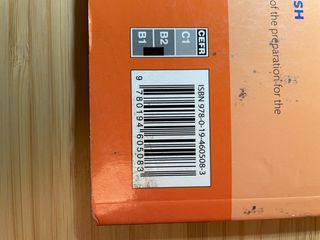 SH
of the preparation for the
CEFR
C1
B2
B1
ISBN 978-0-19-460508-3
9 780194 605083